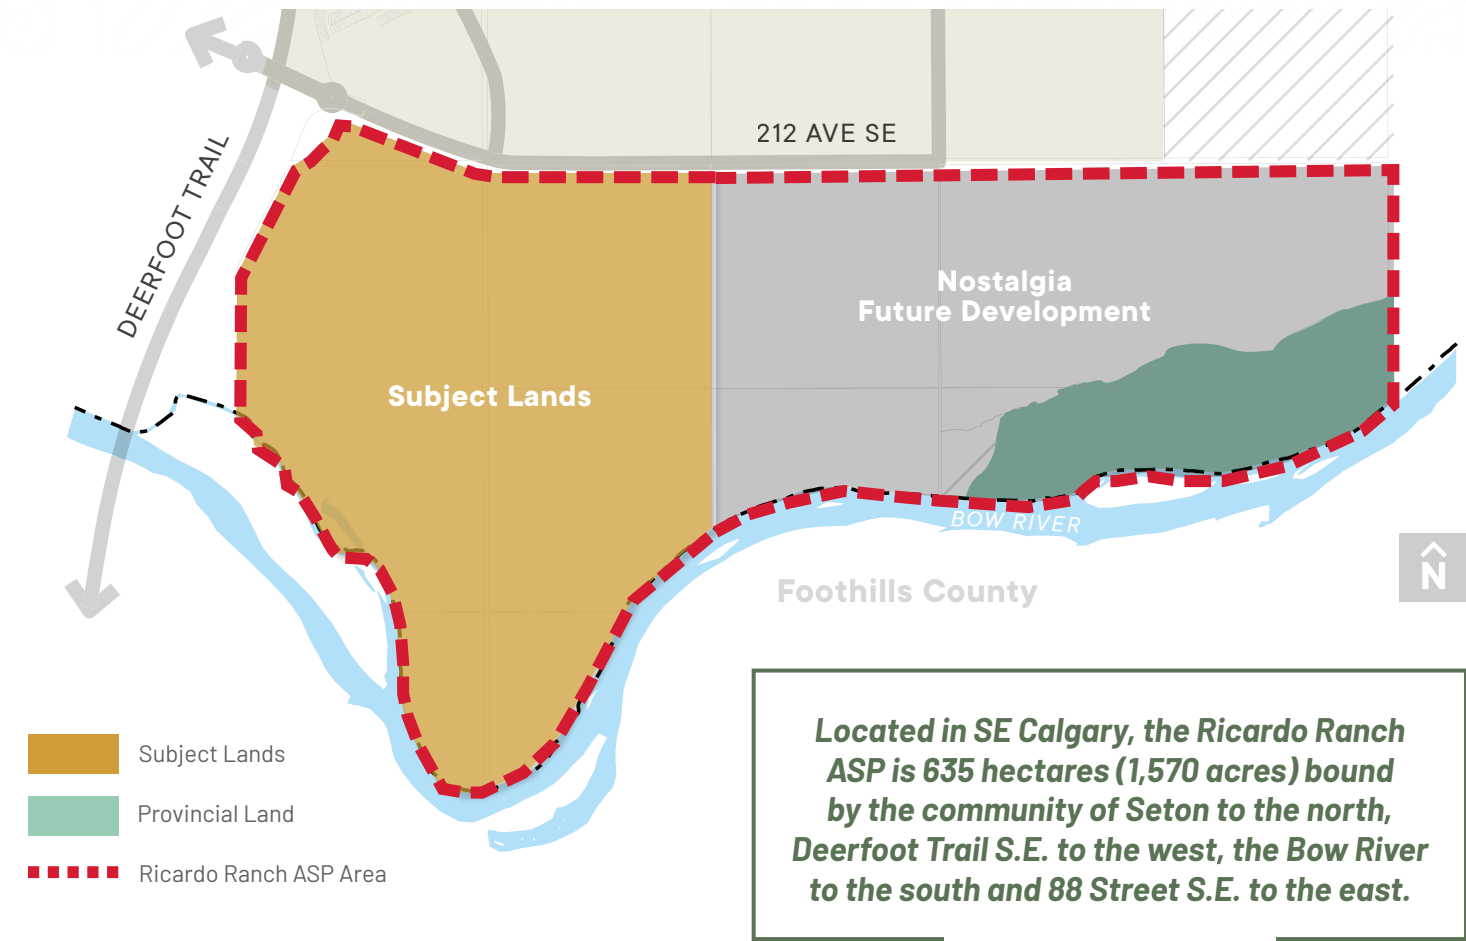 212 AVE SE
DEERFOOT TRAIL
Nostalgia
Future Development
Subject Lands
BOW RIVER
Foothills County
N
Subject Lands
Provincial Land
Ricardo Ranch ASP Area
Located in SE Calgary, the Ricardo Ranch
ASP is 635 hectares (1,570 acres) bound
by the community of Seton to the north,
Deerfoot Trail S.E. to the west, the Bow River
to the south and 88 Street S.E. to the east.